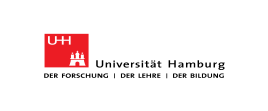 UHH
Universität Hamburg
DER FORSCHUNG | DER LEHRE | DER BILDUNG